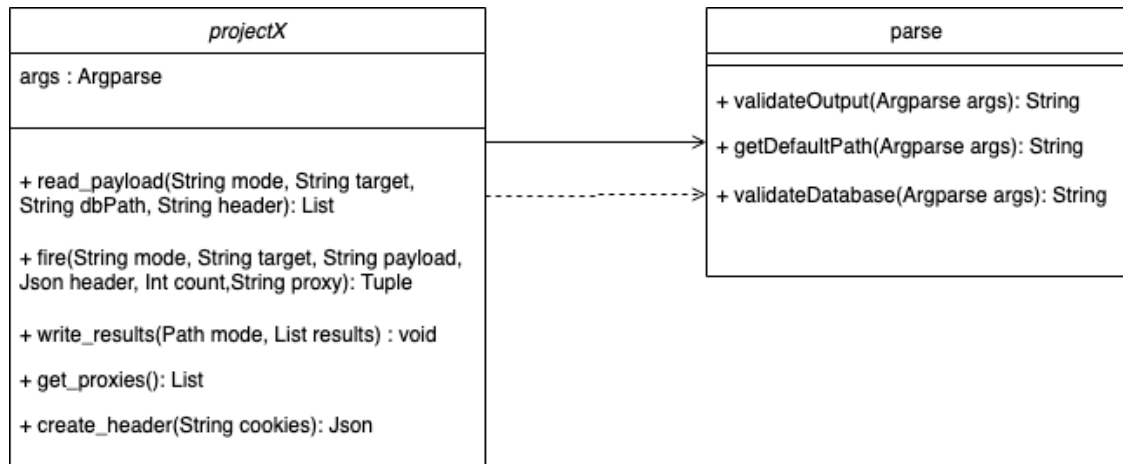 projectX
args : Argparse
+ read_payload(String mode, String target,
String dbPath, String header): List
+ fire(String mode, String target, String payload,
Json header, Int count,String proxy): Tuple
+ write_results(Path mode, List results) : void
+ get_proxies(): List
+ create_header(String cookies): Json
parse
+ validateOutput(Argparse args): String
+ getDefaultPath(Argparse args): String
+ validateDatabase(Argparse args): String